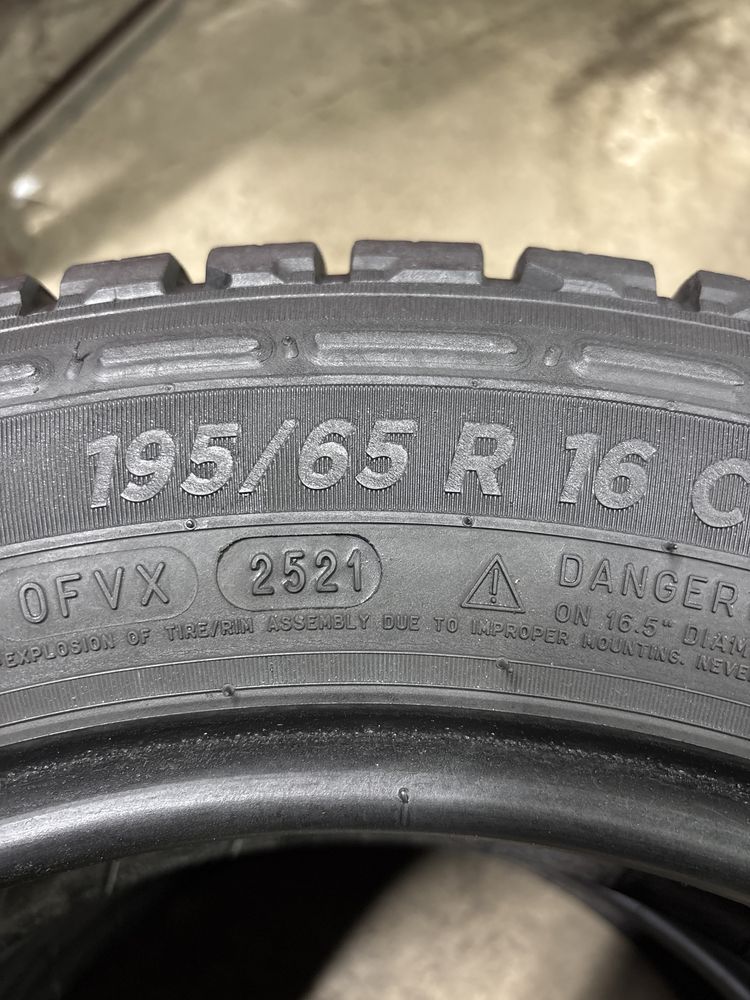 195/65 R 16 C
0FVX 2521 DANGER
ON 16.5" DIAM
EXPLOSION OF TIRE/RIM ASSEMBLY DUE TO IMPROPER MOUNTING. NEVE